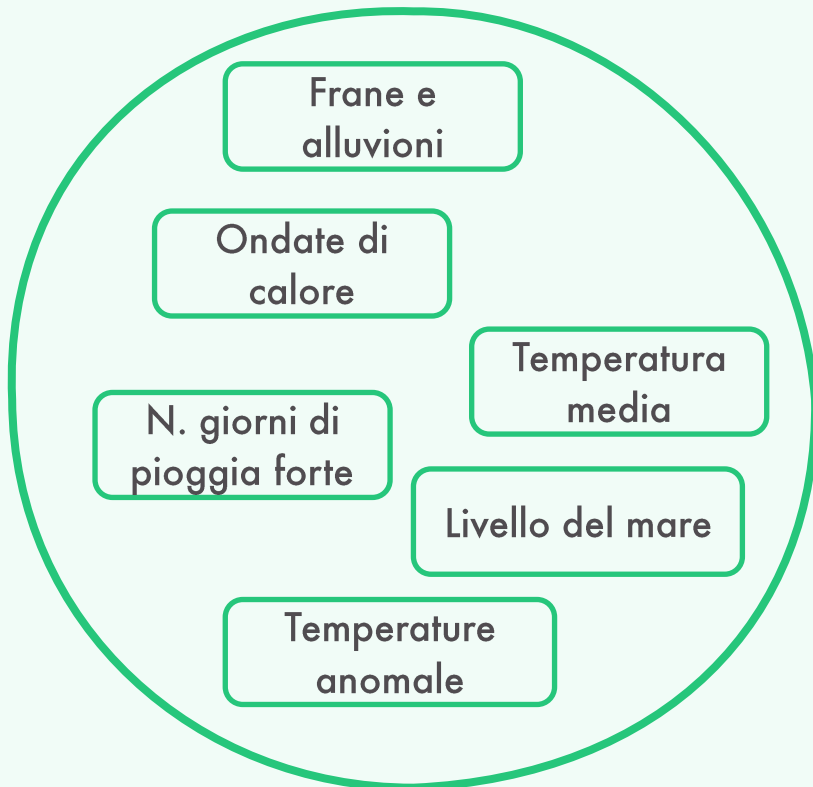 Frane e
alluvioni
Ondate di
calore
Temperatura
media
N. giorni di
pioggia forte
Livello del mare
Temperature
anomale